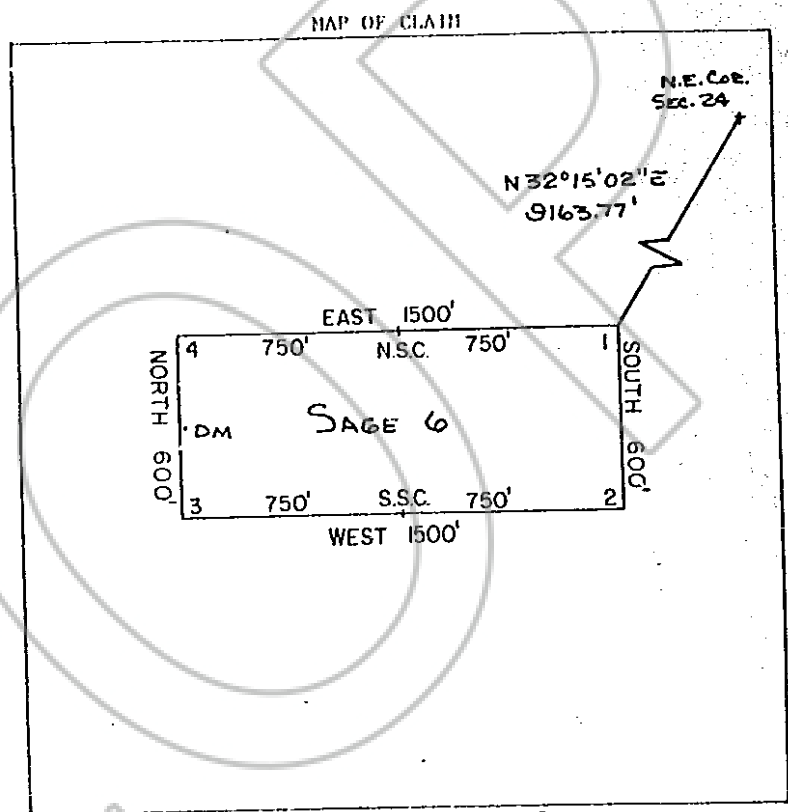 MAP OF CLAIM
N.E. COR.
SEC. 24
N 32°15'02" E
9163.77'
EAST 1500'
4 750' N.S.C. 750' 1
NORTH 600'
SOUTH 600'
DM
SAGE 6
3 750' S.S.C. 750' 2
WEST 1500'